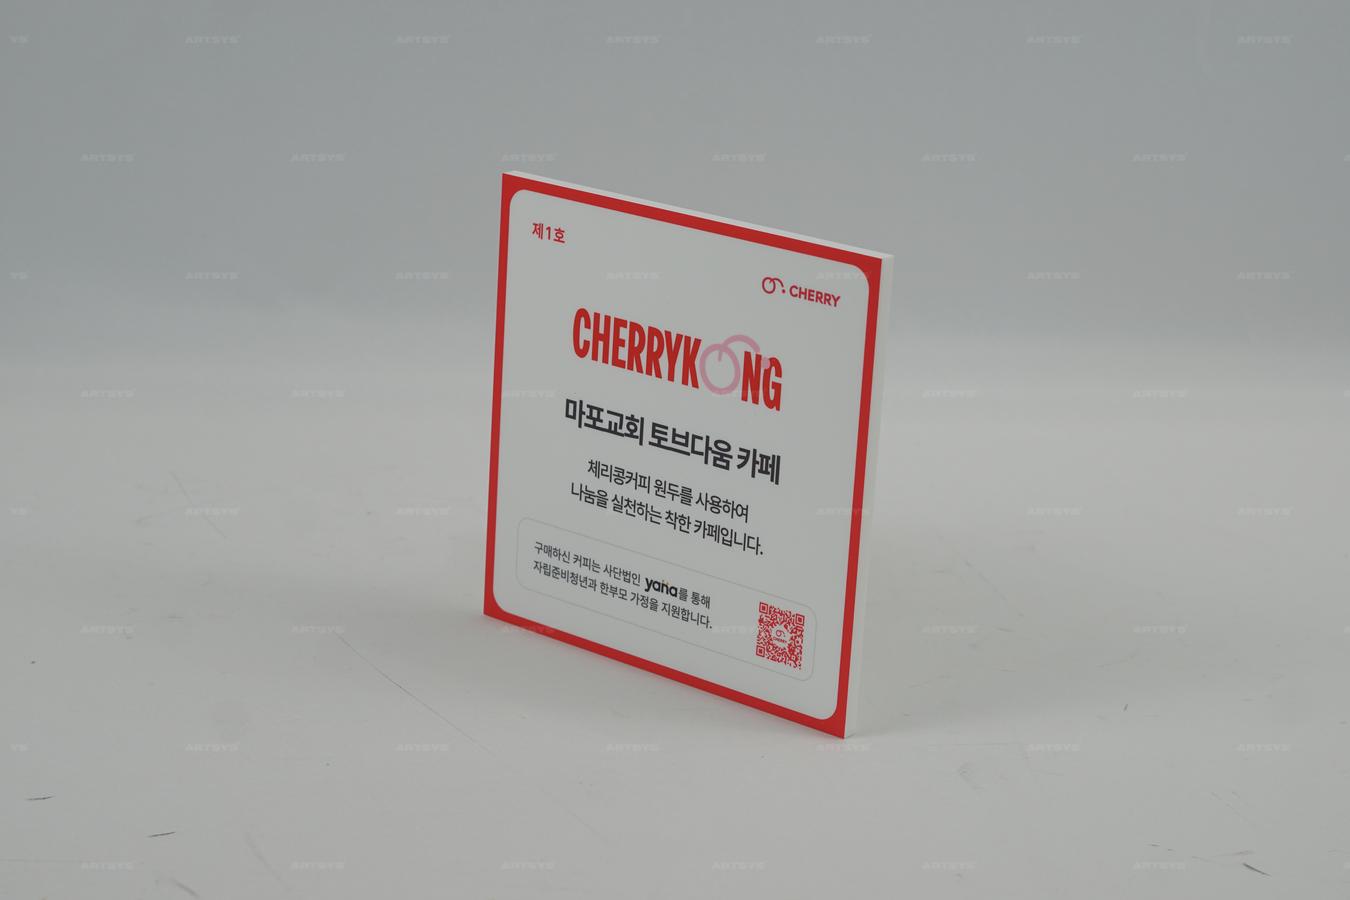 제1호
CHERRY
CHERRYKONG
마포교회 토브다움 카페
체리콩커피 원두를 사용하여
나눔을 실천하는 착한 카페입니다.
구매하신 커피는 사단법인 yana를 통해
자립준비청년과 한부모 가정을 지원합니다.
CHERRY
ARTSYS